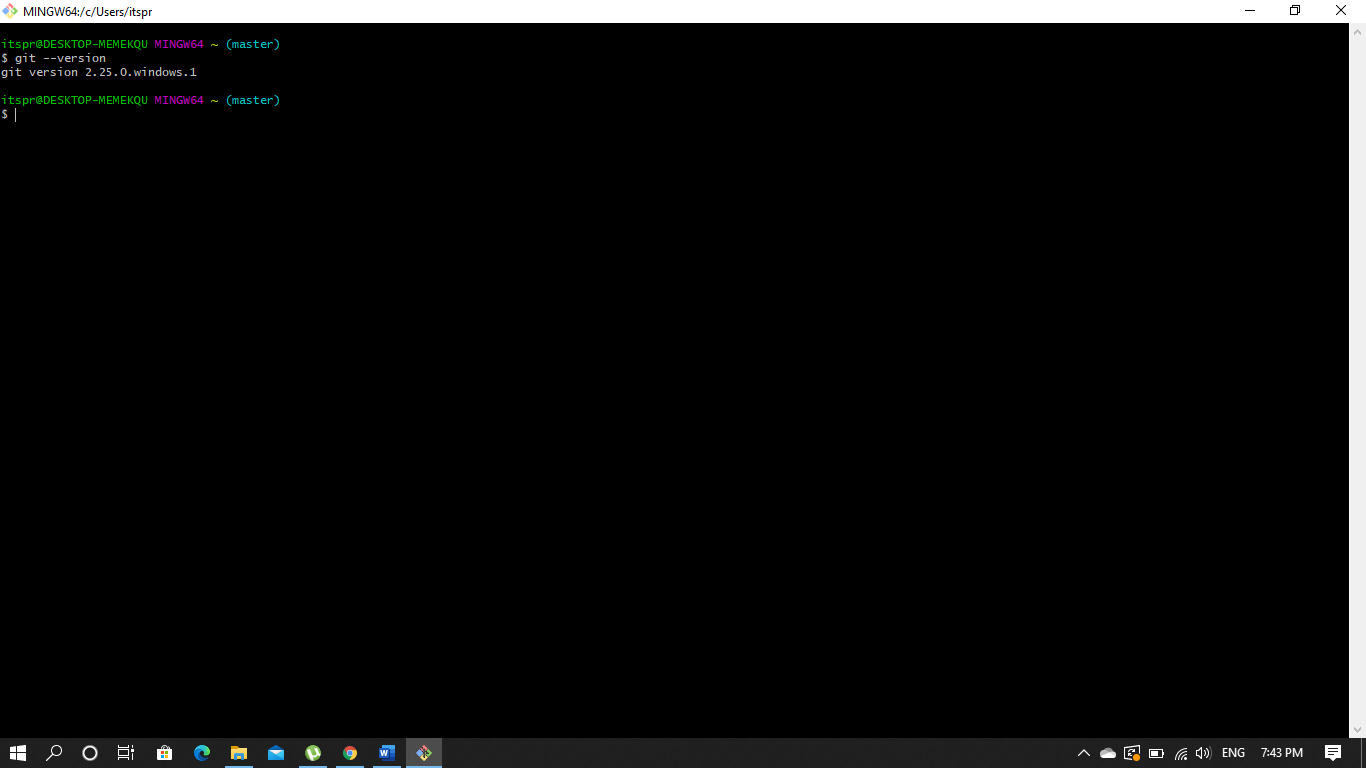 MINGW64:/c/Users/itspr
itspr@DESKTOP-MEMEKQU MINGW64 ~ (master)
$ git --version
git version 2.25.0.windows.1
itspr@DESKTOP-MEMEKQU MINGW64 ~ (master)
$
ENG 7:43 PM